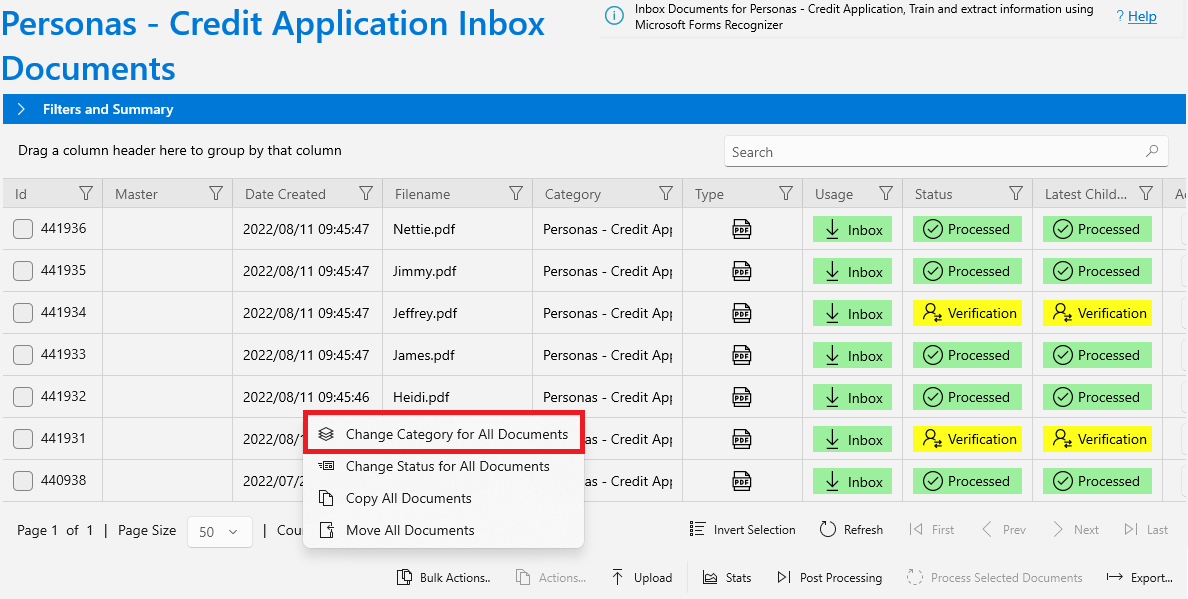 Personas - Credit Application Inbox
Documents
Inbox Documents for Personas - Credit Application, Train and extract information using
Microsoft Forms Recognizer
? Help
Filters and Summary
Drag a column header here to group by that column
Search
Id Master Date Created Filename Category Type Usage Status Latest Child...
441936 2022/08/11 09:45:47 Nettie.pdf Personas - Credit App PDF Inbox Processed Processed
441935 2022/08/11 09:45:47 Jimmy.pdf Personas - Credit App PDF Inbox Processed Processed
441934 2022/08/11 09:45:47 Jeffrey.pdf Personas - Credit App PDF Inbox Verification Verification
441933 2022/08/11 09:45:47 James.pdf Personas - Credit App PDF Inbox Processed Processed
441932 2022/08/11 09:45:46 Heidi.pdf Personas - Credit App PDF Inbox Processed Processed
441931 2022/08/ as - Credit App PDF Inbox Verification Verification
440938 2022/07/2 as - Credit App PDF Inbox Processed Processed
Change Category for All Documents
Change Status for All Documents
Copy All Documents
Move All Documents
Page 1 of 1 | Page Size 50 | Cou Invert Selection Refresh First Prev Next Last
Bulk Actions.. Actions... Upload Stats Post Processing Process Selected Documents Export...